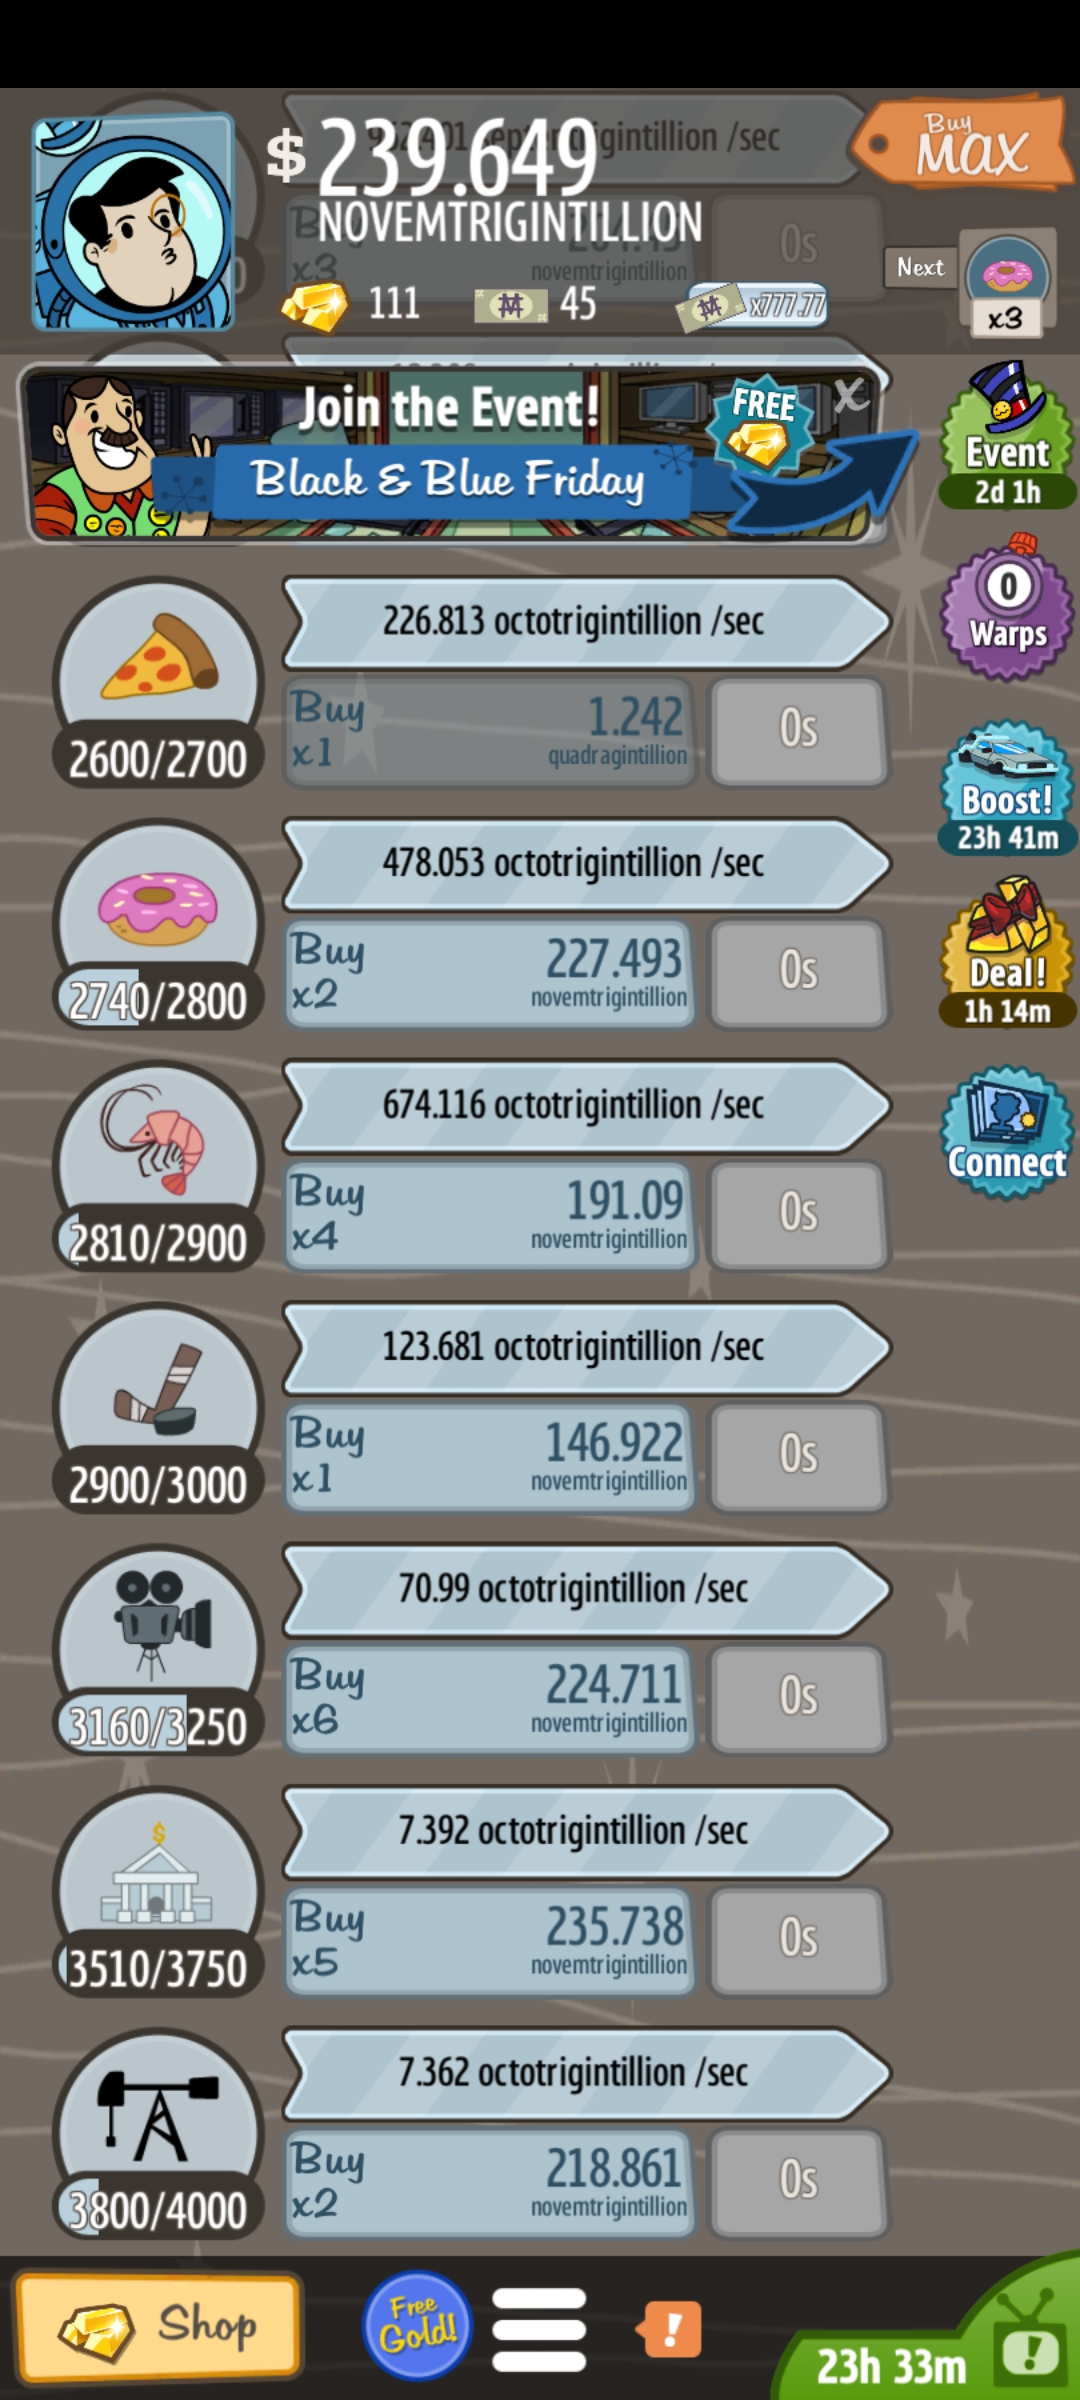 $ 239.649
NOVEMTRIGINTILLION
Buy
MAX
111
45
x777.77
Next
x3
x3
novemtrigintillion
0s
Join the Event!
FREE
X
Black & Blue Friday
Event
2d 1h
0
Warps
Boost!
23h 41m
Deal!
1h 14m
Connect
226.813 octotrigintillion /sec
2600/2700
Buy
x1
1.242
quadragintillion
0s
478.053 octotrigintillion /sec
2740/2800
Buy
x2
227.493
novemtrigintillion
0s
674.116 octotrigintillion /sec
2810/2900
Buy
x4
191.09
novemtrigintillion
0s
123.681 octotrigintillion /sec
2900/3000
Buy
x1
146.922
novemtrigintillion
0s
70.99 octotrigintillion /sec
3160/3250
Buy
x6
224.711
novemtrigintillion
0s
7.392 octotrigintillion /sec
3510/3750
Buy
x5
235.738
novemtrigintillion
0s
7.362 octotrigintillion /sec
3800/4000
Buy
x2
218.861
novemtrigintillion
0s
Shop
Free
Gold!
!
23h 33m
!